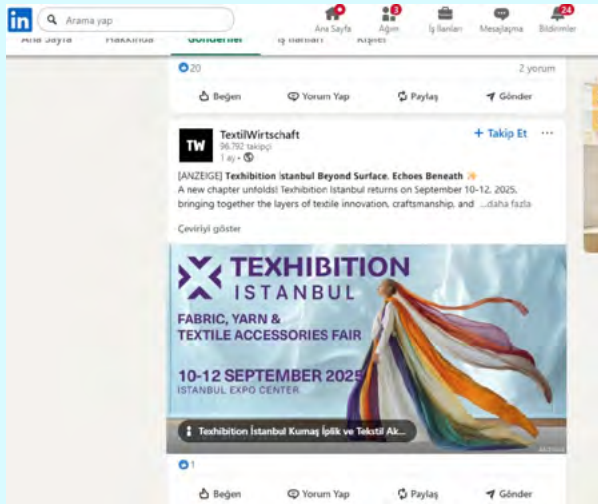 in
Arama yap
Ana Sayfa
3
Ağım
İş İlanları
Mesajlaşma
24
Bildirimler
Ana Sayfa Hakkında Gönderiler İş İlanları Kişiler
20
2 yorum
Beğen Yorum Yap Paylaş Gönder
TW
TextilWirtschaft
96.792 takipçi
1 ay •
+ Takip Et ...
[ANZEIGE] Texhibition Istanbul Beyond Surface. Echoes Beneath
A new chapter unfolds! Texhibition Istanbul returns on September 10-12, 2025,
bringing together the layers of textile innovation, craftsmanship, and ...daha fazla
Çeviriyi göster
TEXHIBITION
ISTANBUL
FABRIC, YARN &
TEXTILE ACCESSORIES FAIR
10-12 SEPTEMBER 2025
ISTANBUL EXPO CENTER
Texhibition İstanbul Kumaş İplik ve Tekstil Ak...
1
Beğen Yorum Yap Paylaş Gönder